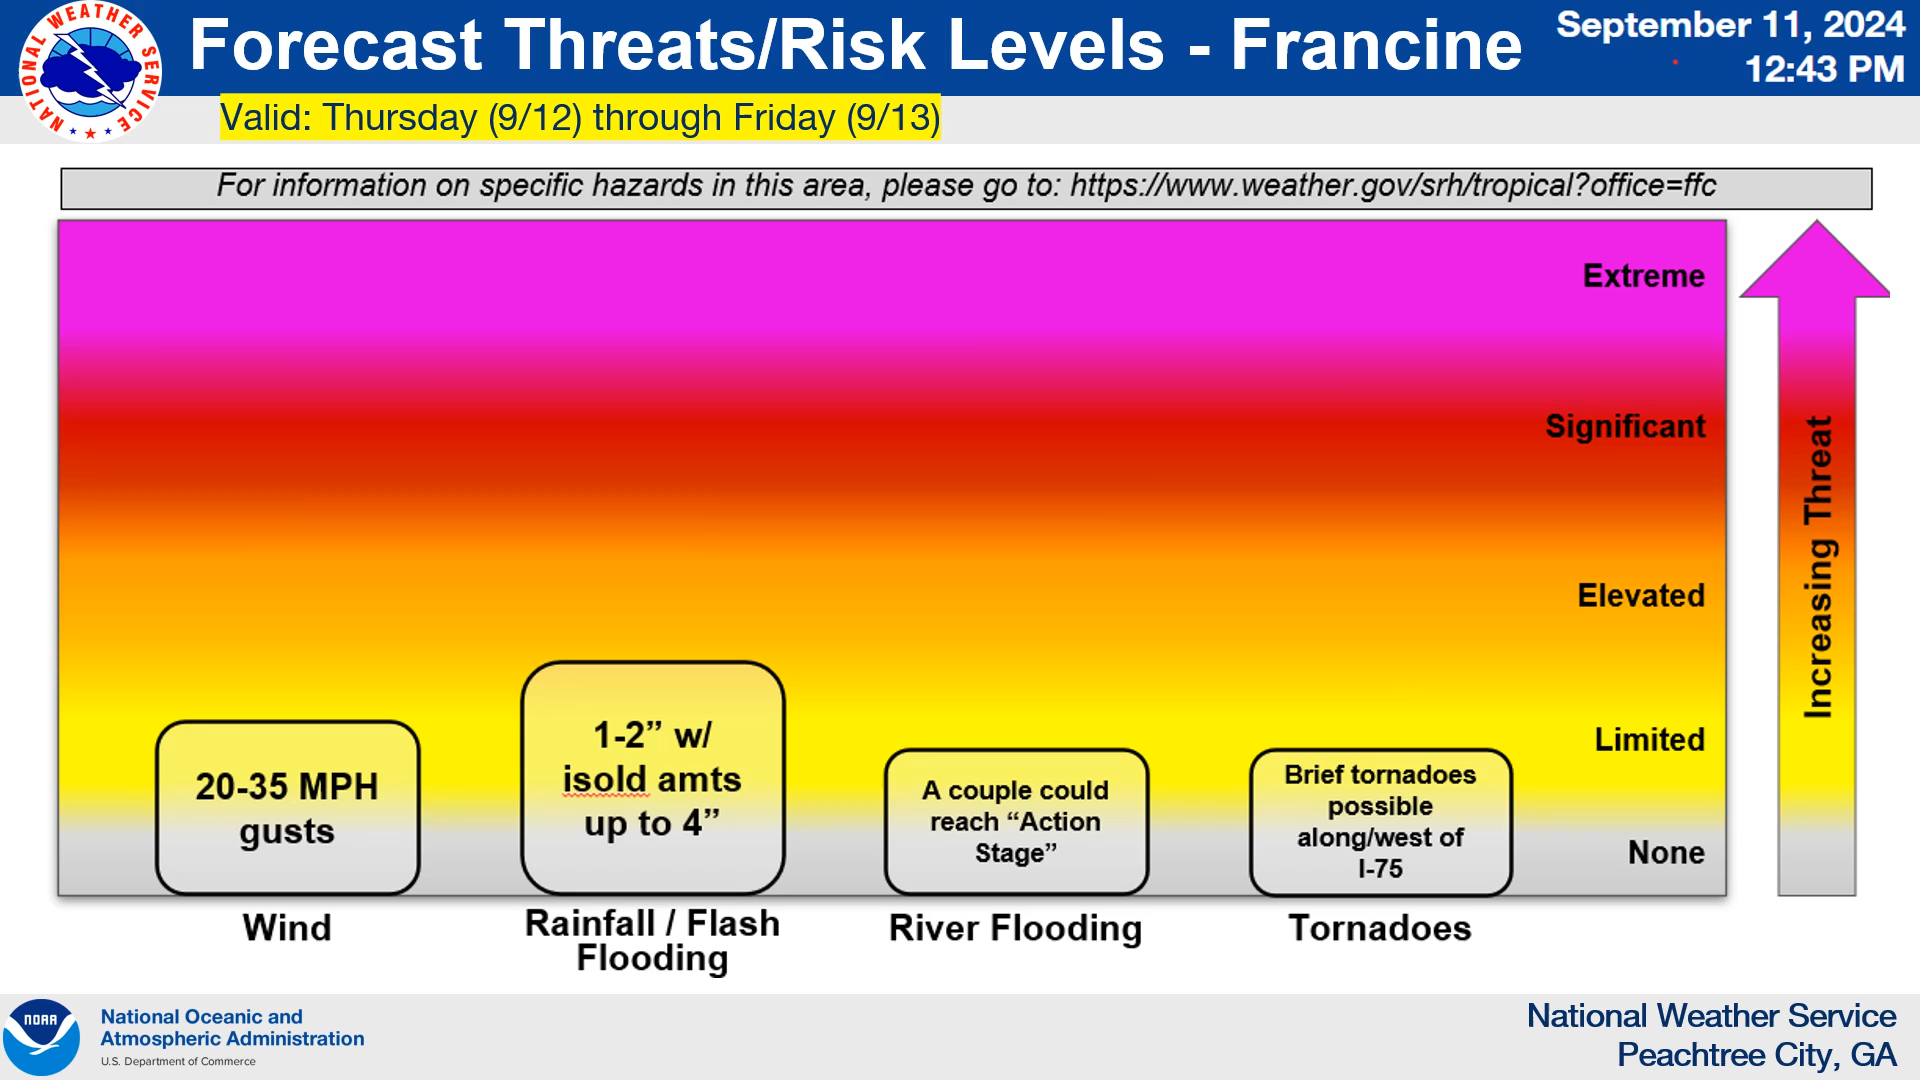 NATIONAL WEATHER SERVICE
Forecast Threats/Risk Levels - Francine
September 11, 2024
12:43 PM
Valid: Thursday (9/12) through Friday (9/13)
For information on specific hazards in this area, please go to: https://www.weather.gov/srh/tropical?office=ffc
Extreme
Significant
Elevated
Limited
None
Increasing Threat
20-35 MPH
gusts
1-2” w/
isold amts
up to 4”
A couple could
reach “Action
Stage”
Brief tornadoes
possible
along/west of
I-75
Wind
Rainfall / Flash
Flooding
River Flooding
Tornadoes
NOAA
National Oceanic and
Atmospheric Administration
U.S. Department of Commerce
National Weather Service
Peachtree City, GA